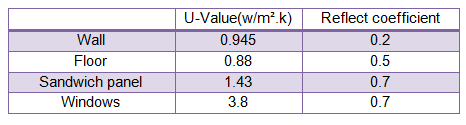 U-Value(w/m².k) Reflect coefficient
Wall 0.945 0.2
Floor 0.88 0.5
Sandwich panel 1.43 0.7
Windows 3.8 0.7